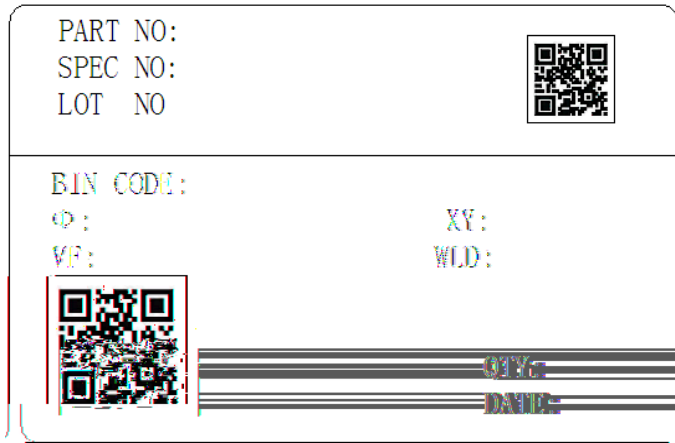 PART NO:
SPEC NO:
LOT NO
BIN CODE:
Φ: XY:
VF: WLD:
QTY:
DATE: